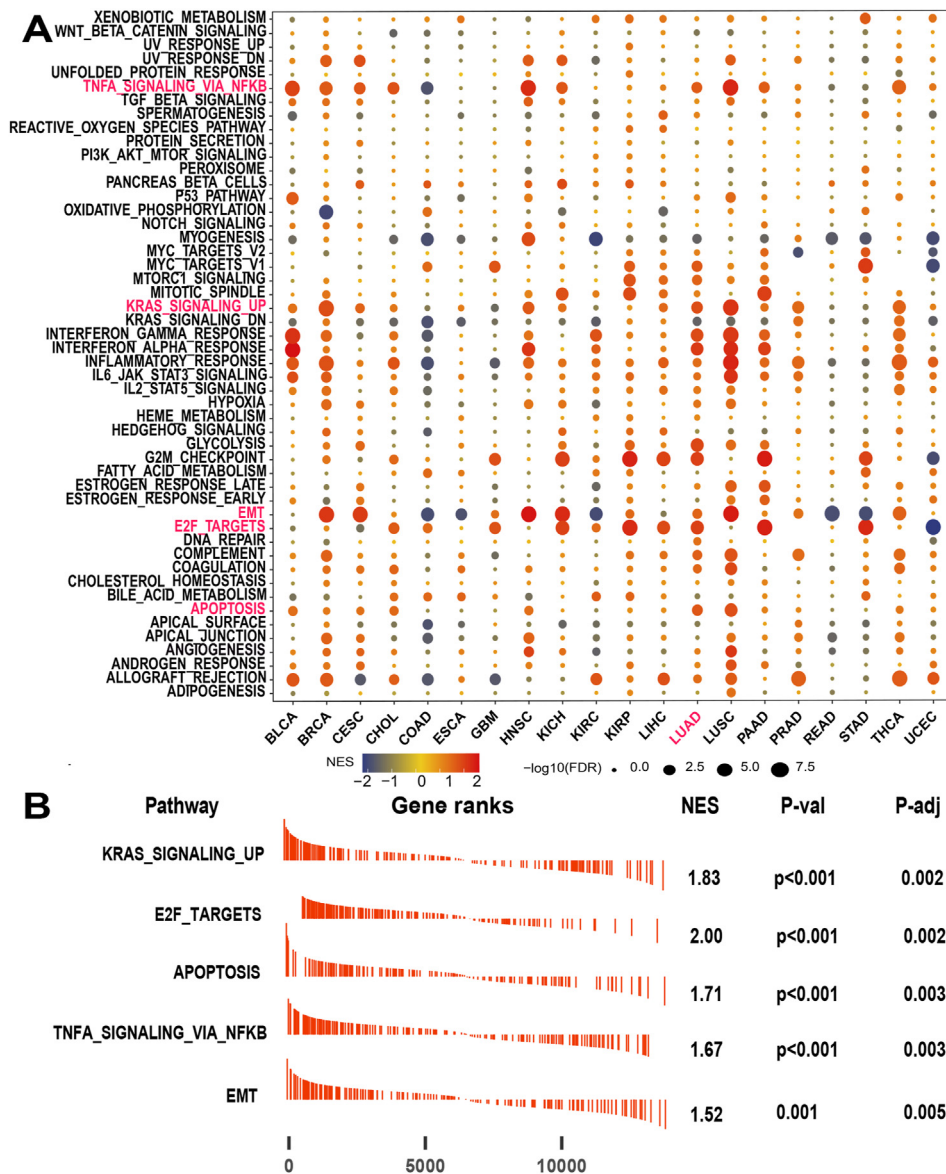 A
XENOBIOTIC_METABOLISM
WNT_BETA_CATENIN_SIGNALING
UV_RESPONSE_UP
UV_RESPONSE_DN
UNFOLDED_PROTEIN_RESPONSE
TNFA_SIGNALING_VIA_NFKB
TGF_BETA_SIGNALING
SPERMATOGENESIS
REACTIVE_OXYGEN_SPECIES_PATHWAY
PROTEIN_SECRETION
PI3K_AKT_MTOR_SIGNALING
PEROXISOME
PANCREAS_BETA_CELLS
P53_PATHWAY
OXIDATIVE_PHOSPHORYLATION
NOTCH_SIGNALING
MYOGENESIS
MYC_TARGETS_V2
MYC_TARGETS_V1
MTORC1_SIGNALING
MITOTIC_SPINDLE
KRAS_SIGNALING_UP
KRAS_SIGNALING_DN
INTERFERON_GAMMA_RESPONSE
INTERFERON_ALPHA_RESPONSE
INFLAMMATORY_RESPONSE
IL6_JAK_STAT3_SIGNALING
IL2_STAT5_SIGNALING
HYPOXIA
HEME_METABOLISM
HEDGEHOG_SIGNALING
GLYCOLYSIS
G2M_CHECKPOINT
FATTY_ACID_METABOLISM
ESTROGEN_RESPONSE_LATE
ESTROGEN_RESPONSE_EARLY
EMT
E2F_TARGETS
DNA_REPAIR
COMPLEMENT
COAGULATION
CHOLESTEROL_HOMEOSTASIS
BILE_ACID_METABOLISM
APOPTOSIS
APICAL_SURFACE
APICAL_JUNCTION
ANGIOGENESIS
ANDROGEN_RESPONSE
ALLOGRAFT_REJECTION
ADIPOGENESIS
BLCA BRCA CESC CHOL COAD ESCA GBM HNSC KICH KIRC KIRP LIHC LUAD LUSC PAAD PRAD READ STAD THCA UCEC
NES −2 −1 0 1 2 −log10(FDR) 0.0 2.5 5.0 7.5
B Pathway Gene ranks NES P-val P-adj
KRAS_SIGNALING_UP 1.83 p<0.001 0.002
E2F_TARGETS 2.00 p<0.001 0.002
APOPTOSIS 1.71 p<0.001 0.003
TNFA_SIGNALING_VIA_NFKB 1.67 p<0.001 0.003
EMT 1.52 0.001 0.005
0 5000 10000